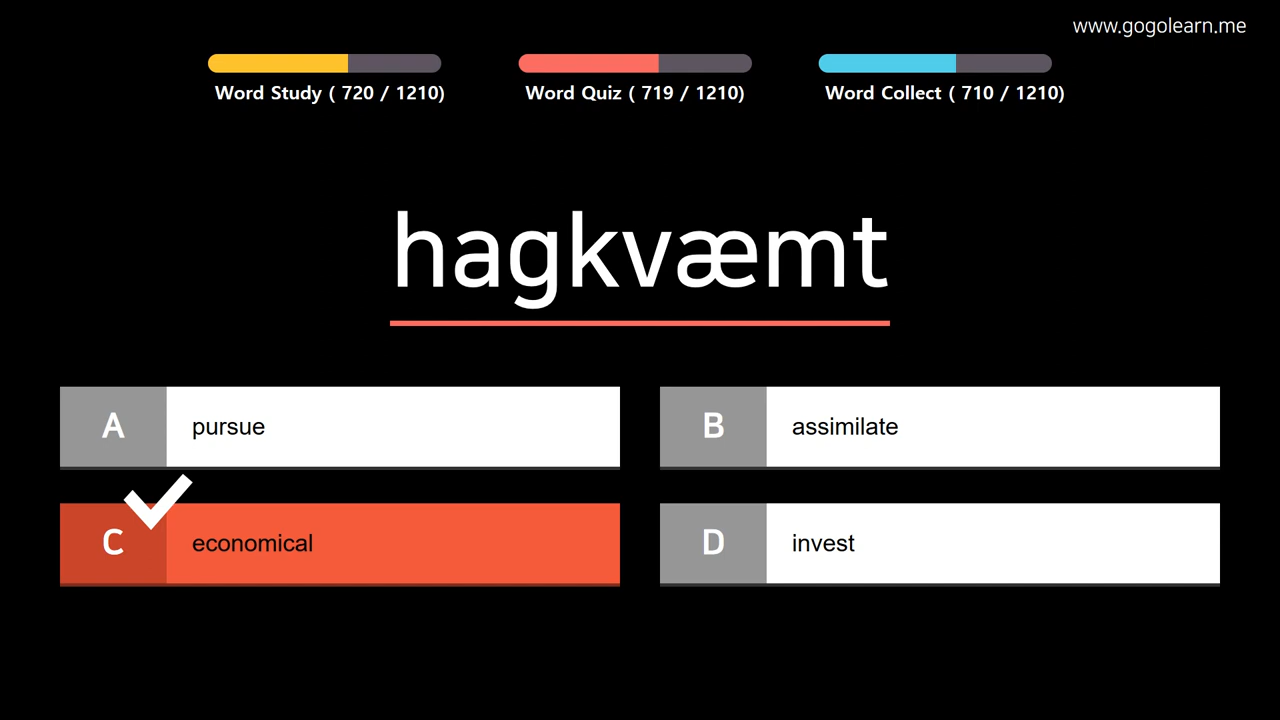 www.gogolearn.me
Word Study ( 720 / 1210)
Word Quiz ( 719 / 1210)
Word Collect ( 710 / 1210)
hagkvæmt
A pursue
B assimilate
C economical
D invest